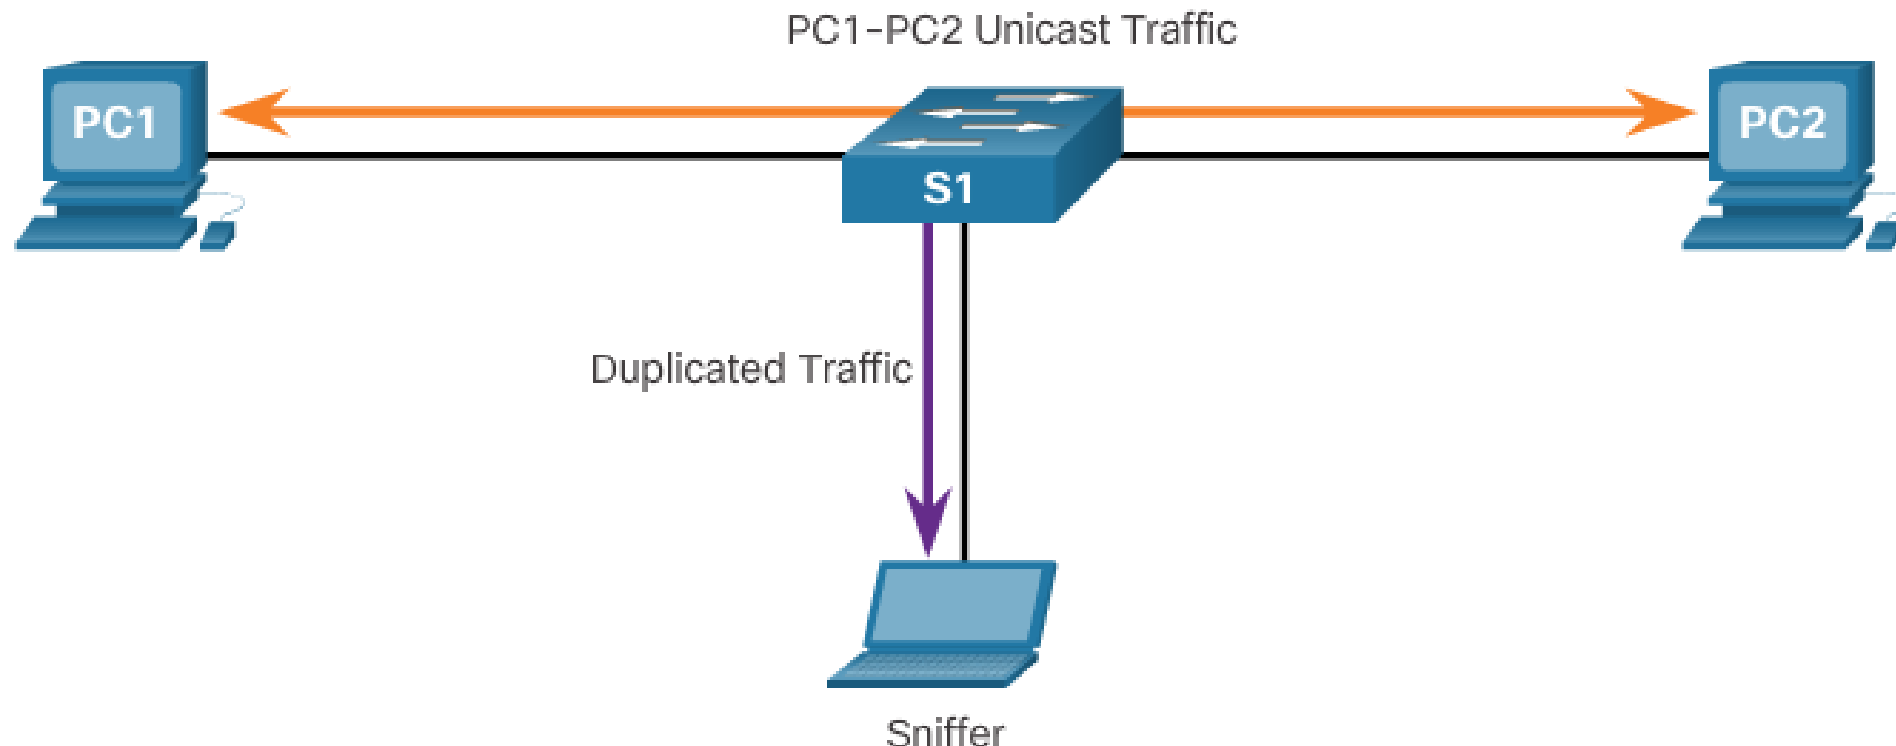 PC1-PC2 Unicast Traffic
PC1
PC2
S1
Duplicated Traffic
Sniffer